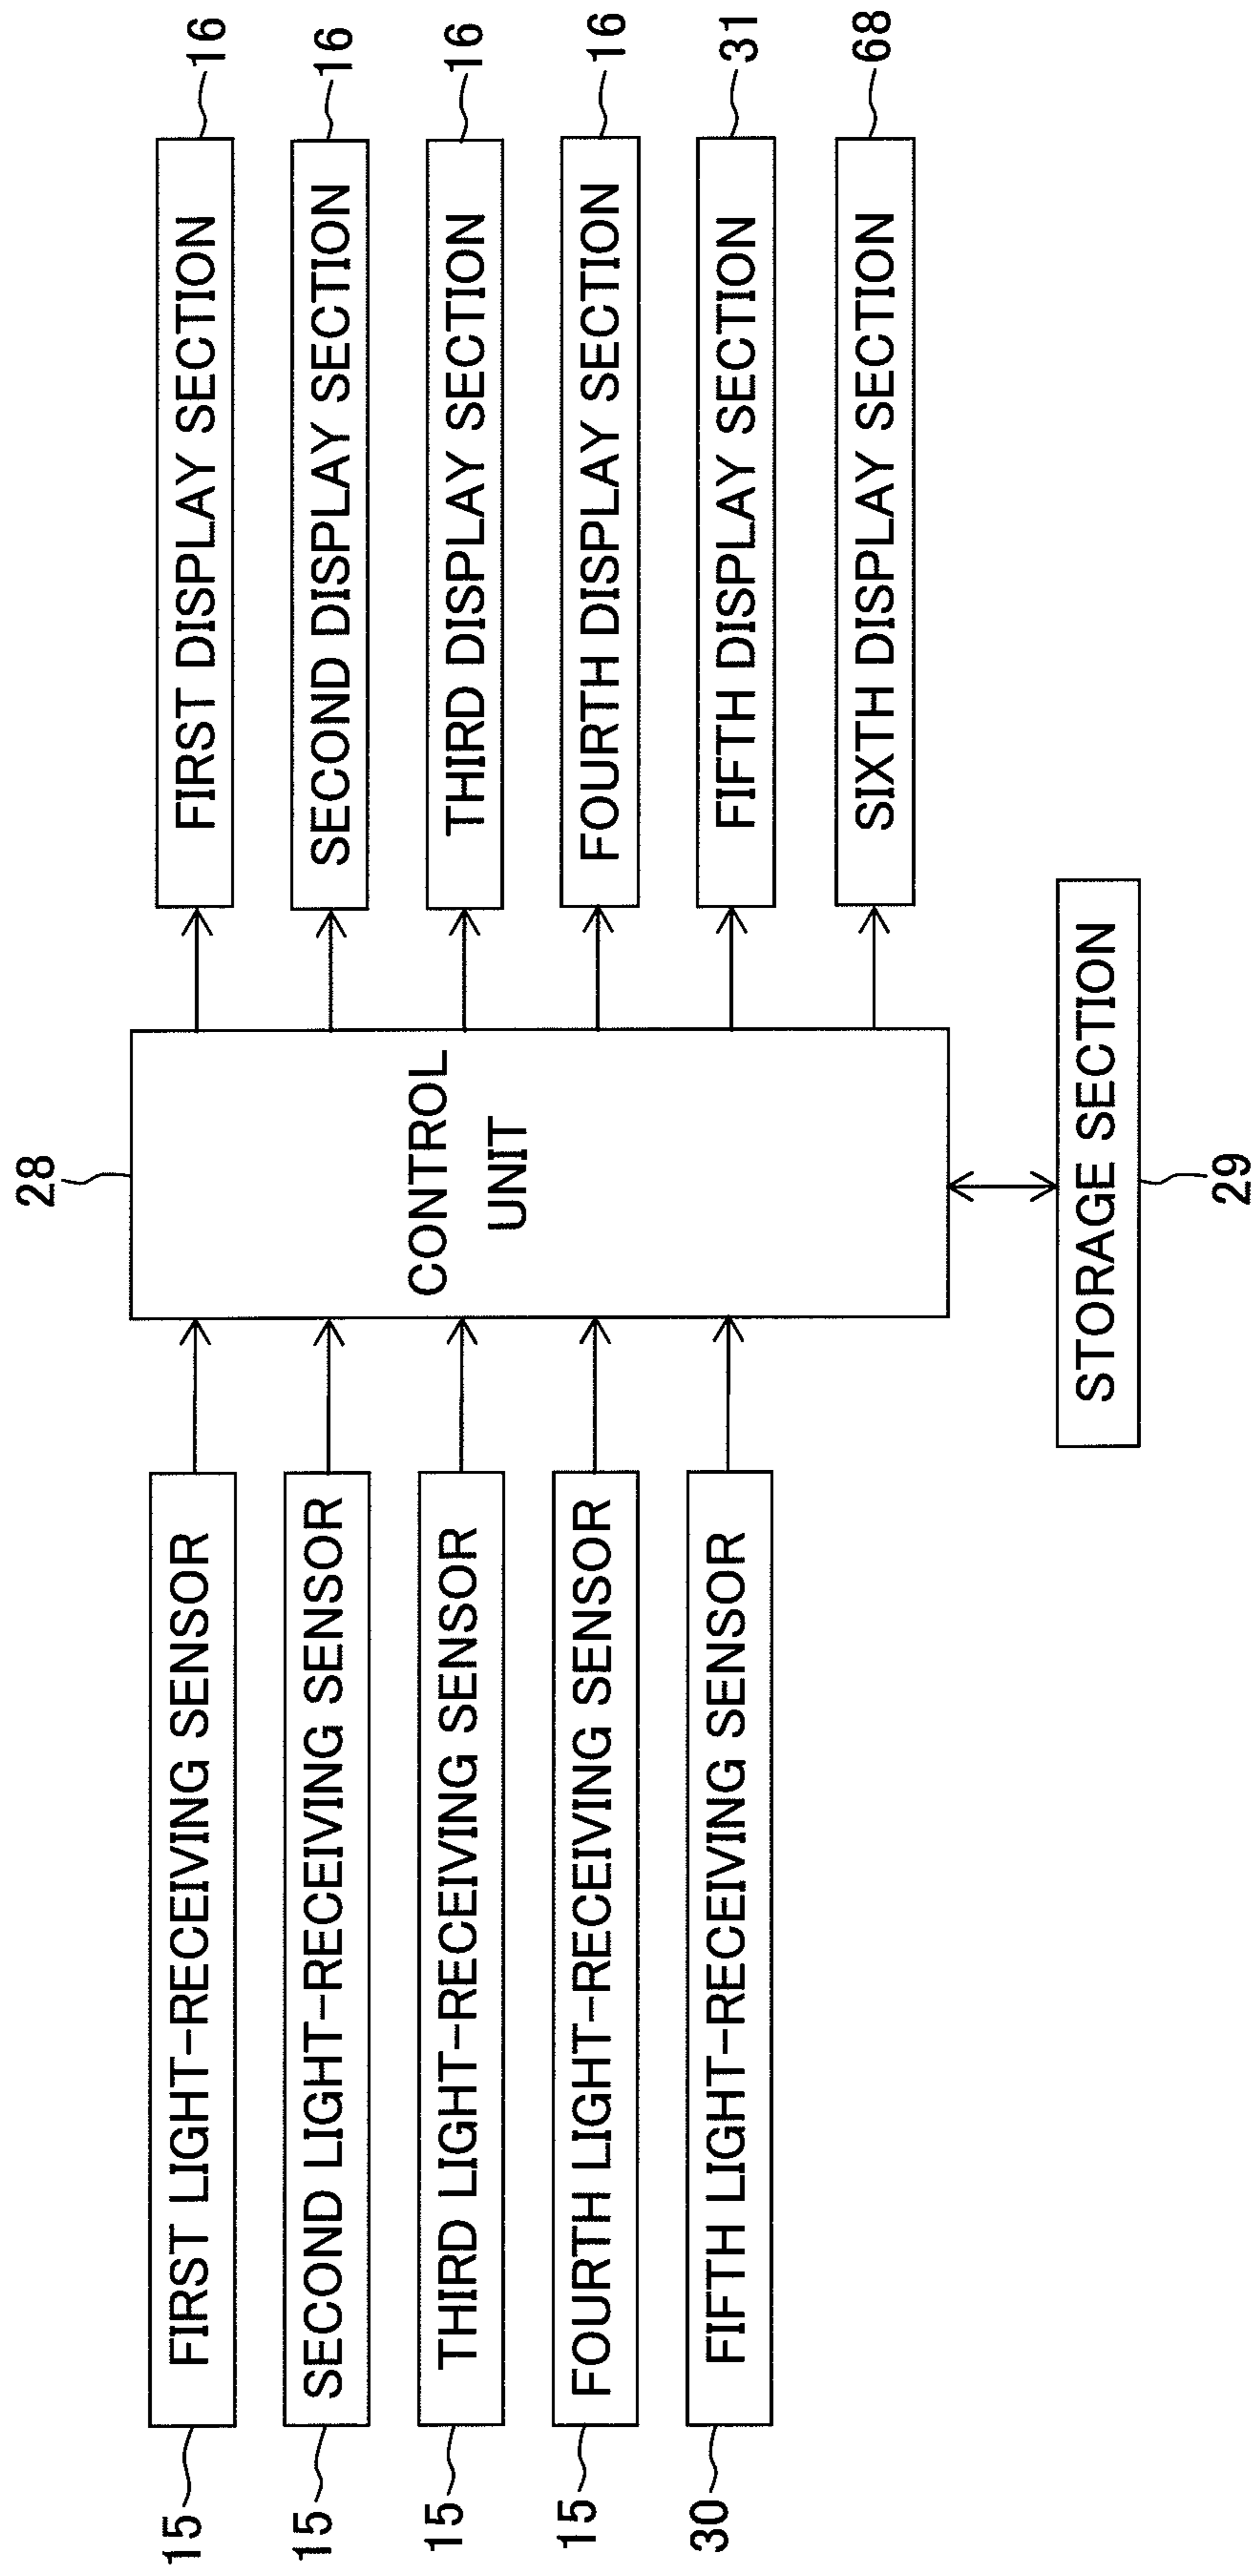 28
15 FIRST LIGHT-RECEIVING SENSOR
15 SECOND LIGHT-RECEIVING SENSOR
15 THIRD LIGHT-RECEIVING SENSOR
15 FOURTH LIGHT-RECEIVING SENSOR
30 FIFTH LIGHT-RECEIVING SENSOR
CONTROL
UNIT
FIRST DISPLAY SECTION 16
SECOND DISPLAY SECTION 16
THIRD DISPLAY SECTION 16
FOURTH DISPLAY SECTION 16
FIFTH DISPLAY SECTION 31
SIXTH DISPLAY SECTION 68
STORAGE SECTION
29